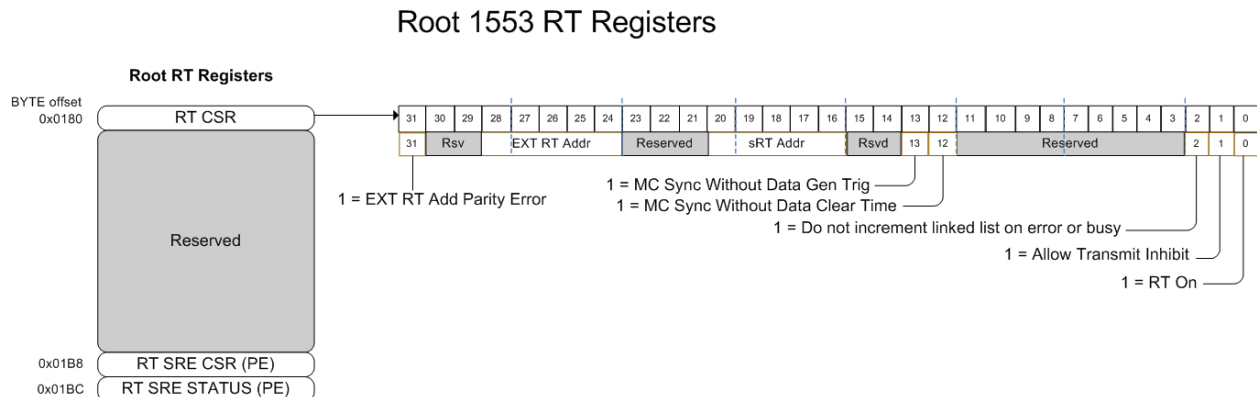 Root 1553 RT Registers
Root RT Registers
BYTE offset
0x0180
RT CSR
31 30 29 28 27 26 25 24 23 22 21 20 19 18 17 16 15 14 13 12 11 10 9 8 7 6 5 4 3 2 1 0
31 Rsv EXT RT Addr Reserved sRT Addr Rsvd 13 12 Reserved 2 1 0
1 = EXT RT Add Parity Error
1 = MC Sync Without Data Gen Trig
1 = MC Sync Without Data Clear Time
1 = Do not increment linked list on error or busy
1 = Allow Transmit Inhibit
1 = RT On
Reserved
0x01B8 RT SRE CSR (PE)
0x01BC RT SRE STATUS (PE)